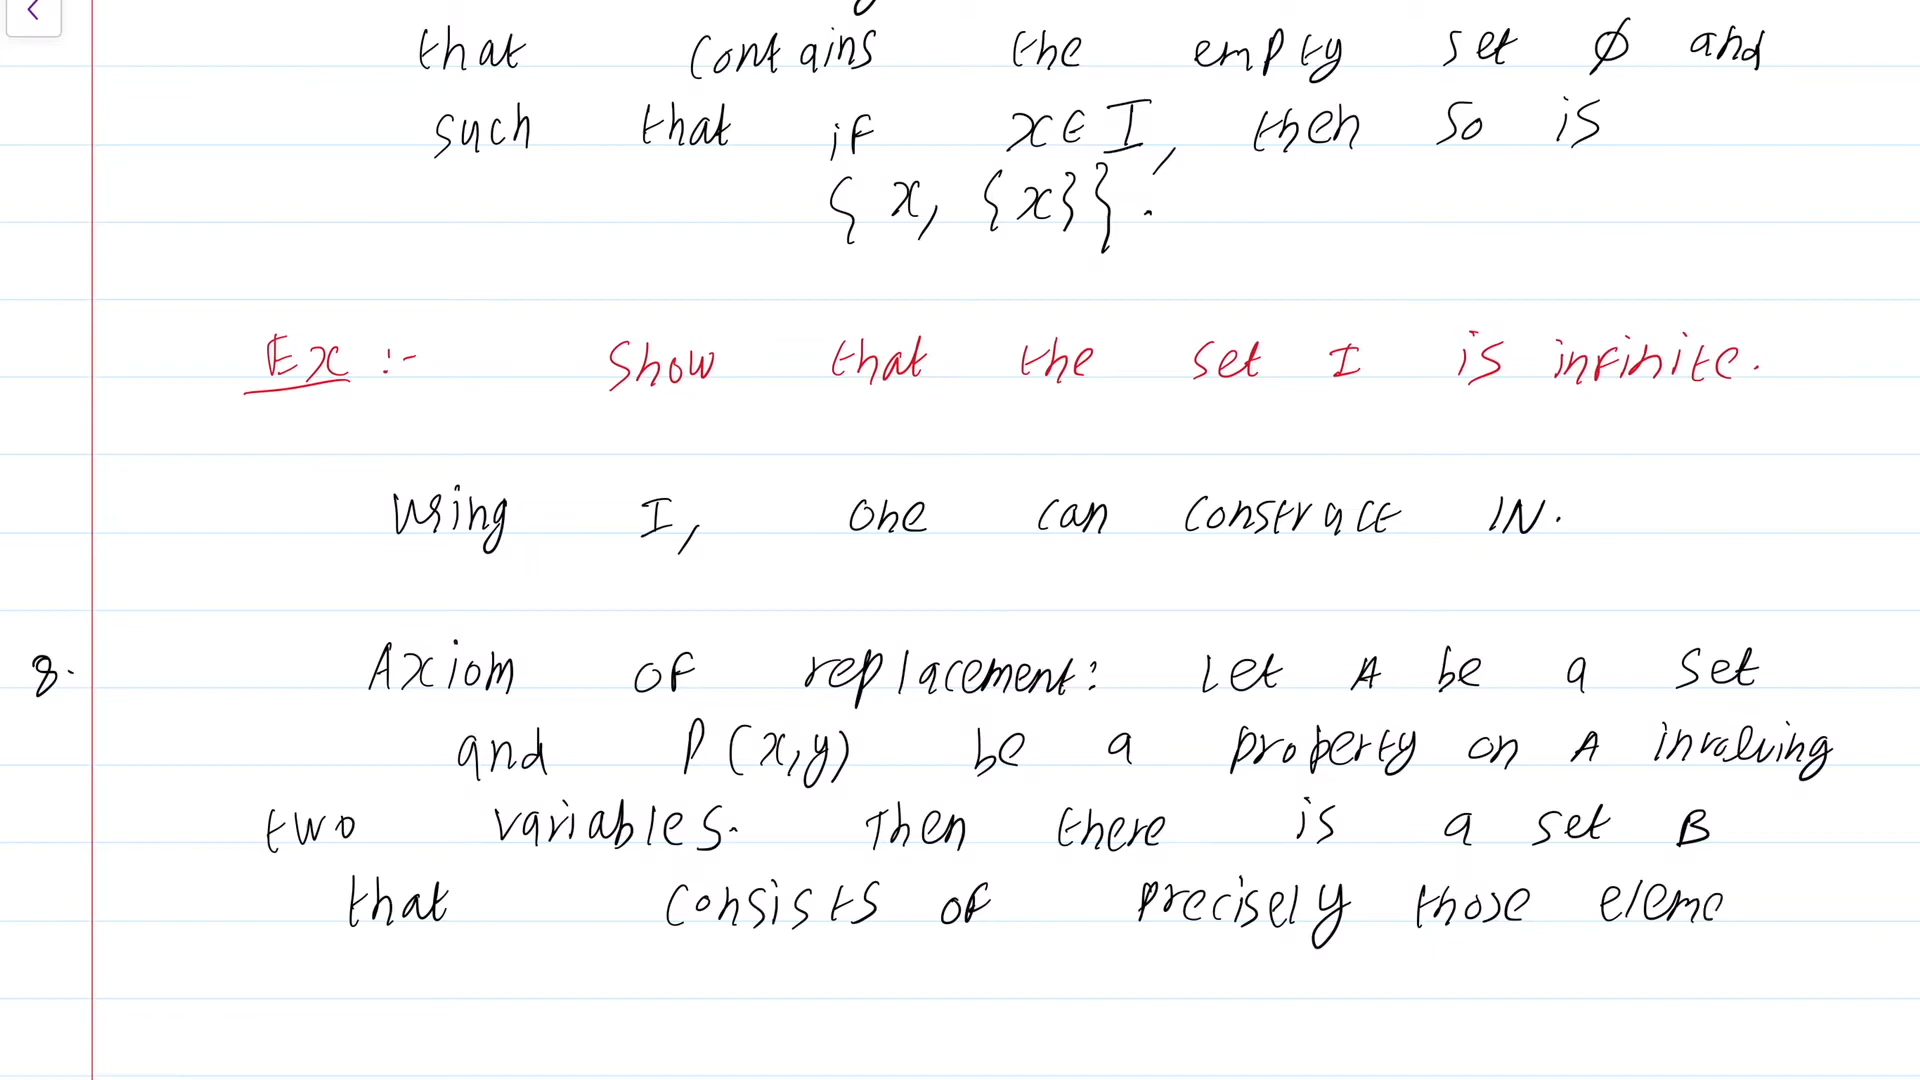 that contains the empty set ∅ and
such that if x ∈ I, then so is
{ x, {x}}.
Ex :- Show that the set I is infinite.
Using I, one can construct IN.
8. Axiom of replacement: Let A be a set
and P(x,y) be a property on A involving
two variables. Then there is a set B
that consists of precisely those eleme